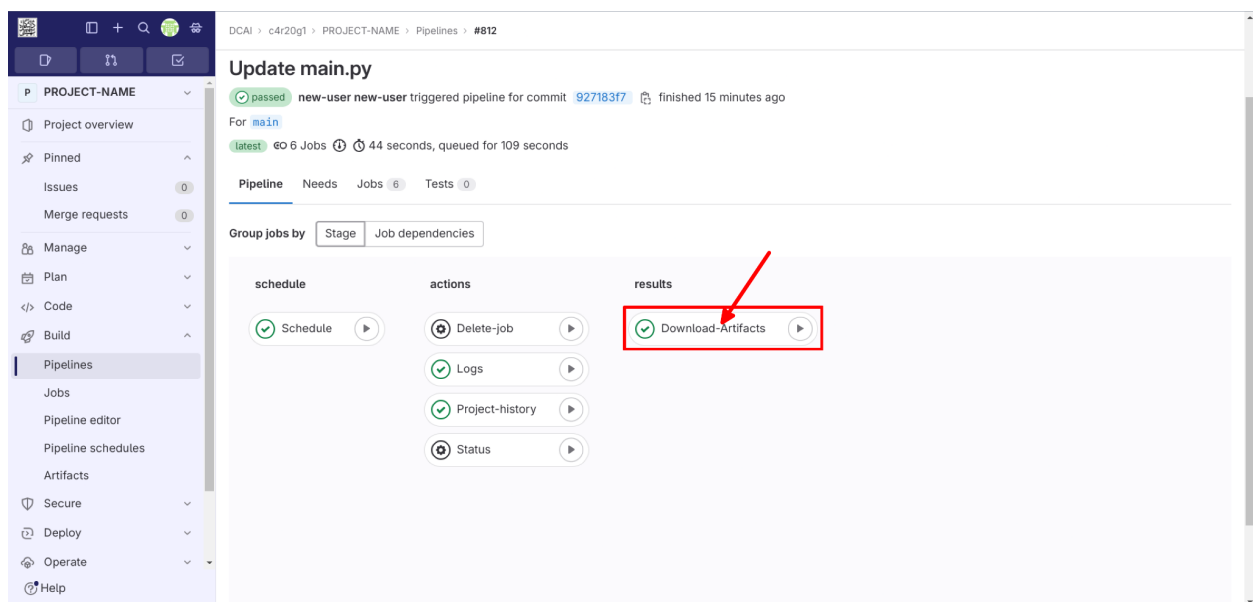 DCAI > c4r20g1 > PROJECT-NAME > Pipelines > #812
Update main.py
passed new-user new-user triggered pipeline for commit 927183f7 finished 15 minutes ago
For main
latest 6 Jobs 44 seconds, queued for 109 seconds
Pipeline Needs Jobs 6 Tests 0
Group jobs by Stage Job dependencies
schedule
Schedule
actions
Delete-job
Logs
Project-history
Status
results
Download-Artifacts
P PROJECT-NAME
Project overview
Pinned
Issues 0
Merge requests 0
Manage
Plan
Code
Build
Pipelines
Jobs
Pipeline editor
Pipeline schedules
Artifacts
Secure
Deploy
Operate
Help